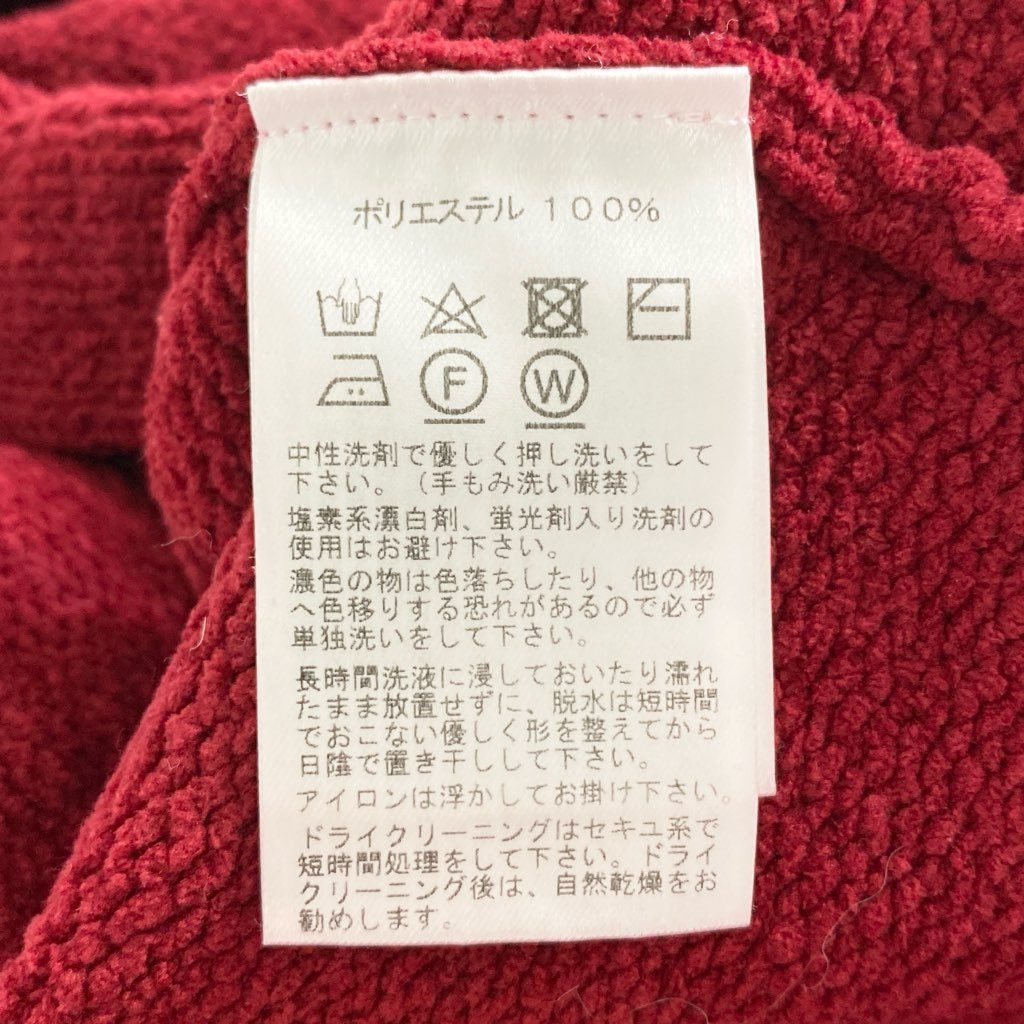 ポリエステル 100%
F W
中性洗剤で優しく押し洗いをして
下さい。（手もみ洗い厳禁）
塩素系漂白剤、蛍光剤入り洗剤の
使用はお避け下さい。
濃色の物は色落ちしたり、他の物
へ色移りする恐れがあるので必ず
単独洗いをして下さい。
長時間洗液に浸しておいたり濡れ
たまま放置せずに、脱水は短時間
でおこない優しく形を整えてから
日陰で置き干しして下さい。
アイロンは浮かしてお掛け下さい。
ドライクリーニングはセキユ系で
短時間処理をして下さい。ドライ
クリーニング後は、自然乾燥をお
勧めします。